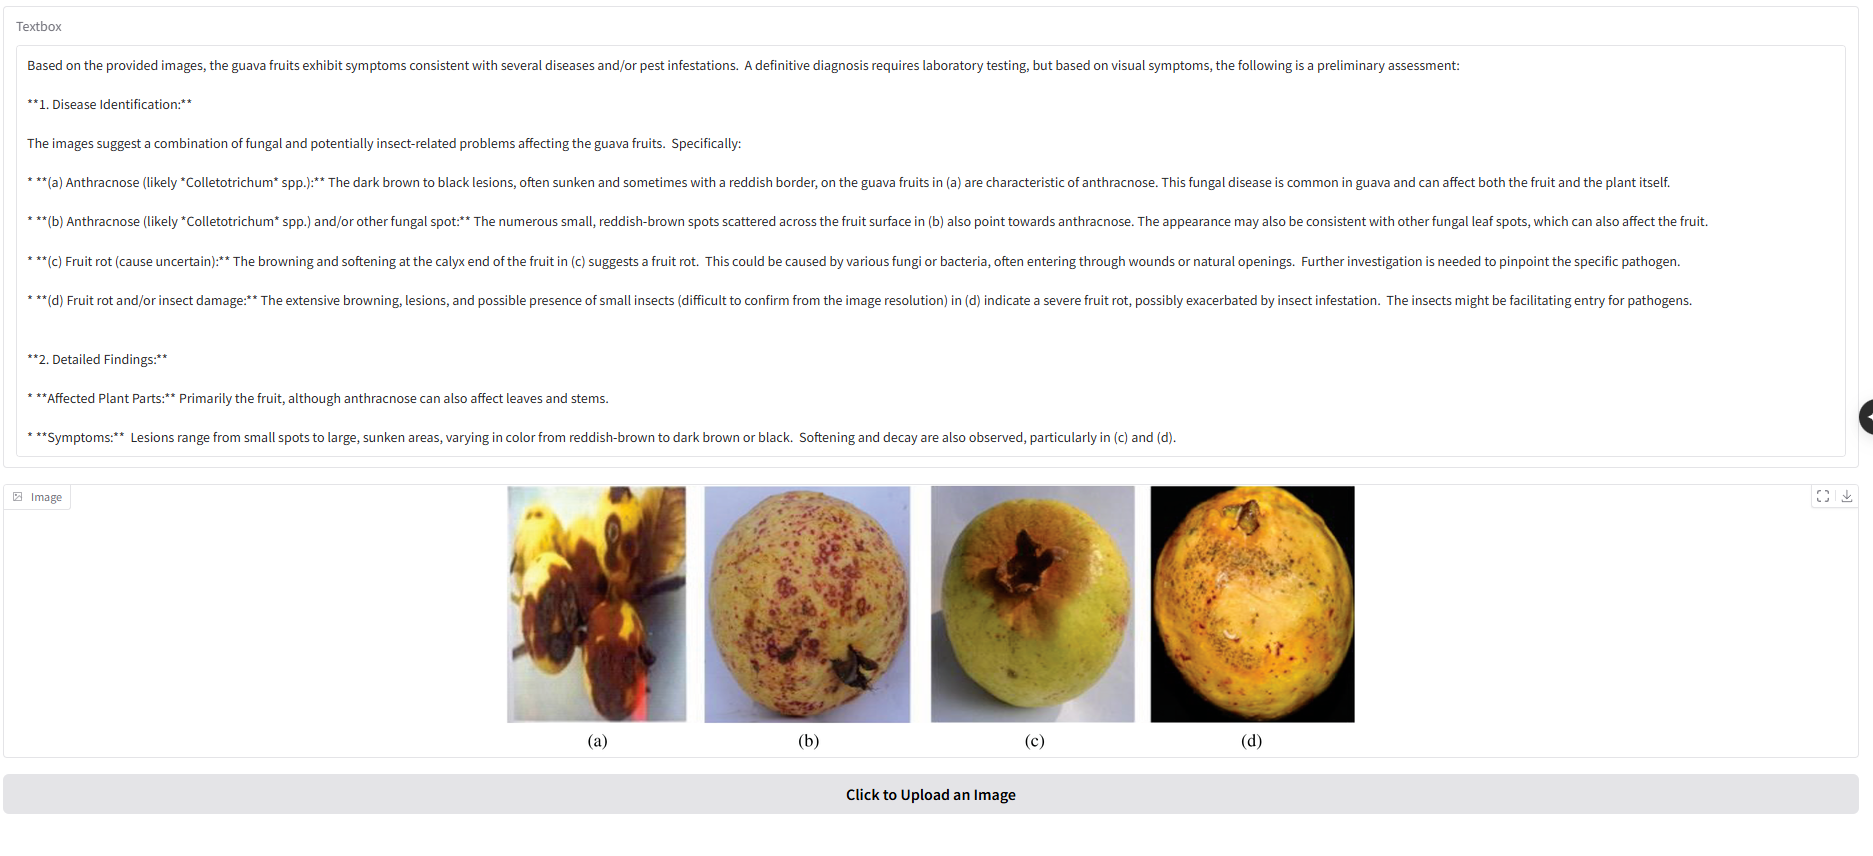 Textbox
Based on the provided images, the guava fruits exhibit symptoms consistent with several diseases and/or pest infestations.  A definitive diagnosis requires laboratory testing, but based on visual symptoms, the following is a preliminary assessment:
**1. Disease Identification:**
The images suggest a combination of fungal and potentially insect-related problems affecting the guava fruits.  Specifically:
* **(a) Anthracnose (likely *Colletotrichum* spp.):** The dark brown to black lesions, often sunken and sometimes with a reddish border, on the guava fruits in (a) are characteristic of anthracnose. This fungal disease is common in guava and can affect both the fruit and the plant itself.
* **(b) Anthracnose (likely *Colletotrichum* spp.) and/or other fungal spot:** The numerous small, reddish-brown spots scattered across the fruit surface in (b) also point towards anthracnose. The appearance may also be consistent with other fungal leaf spots, which can also affect the fruit.
* **(c) Fruit rot (cause uncertain):** The browning and softening at the calyx end of the fruit in (c) suggests a fruit rot.  This could be caused by various fungi or bacteria, often entering through wounds or natural openings.  Further investigation is needed to pinpoint the specific pathogen.
* **(d) Fruit rot and/or insect damage:** The extensive browning, lesions, and possible presence of small insects (difficult to confirm from the image resolution) in (d) indicate a severe fruit rot, possibly exacerbated by insect infestation.  The insects might be facilitating entry for pathogens.
**2. Detailed Findings:**
* **Affected Plant Parts:** Primarily the fruit, although anthracnose can also affect leaves and stems.
* **Symptoms:**  Lesions range from small spots to large, sunken areas, varying in color from reddish-brown to dark brown or black.  Softening and decay are also observed, particularly in (c) and (d).
Image
(a) (b) (c) (d)
Click to Upload an Image